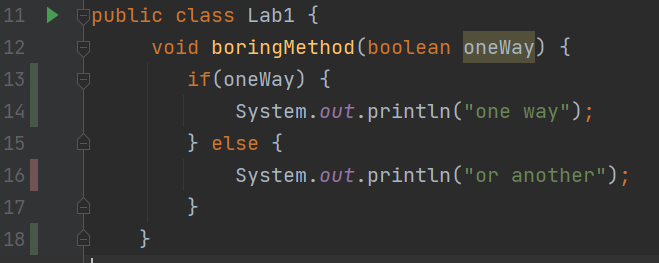 11 public class Lab1 {
12 void boringMethod(boolean oneWay) {
13 if(oneWay) {
14 System.out.println("one way");
15 } else {
16 System.out.println("or another");
17 }
18 }